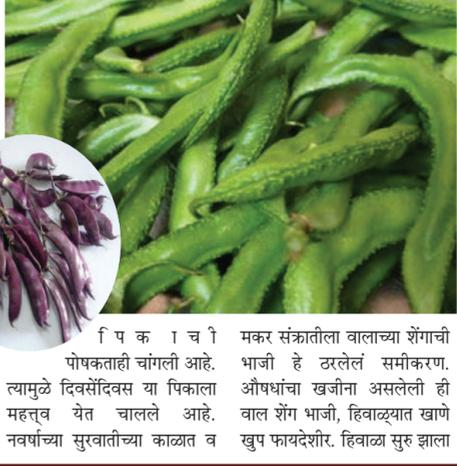 पिकाची
पोषकताही चांगली आहे.
त्यामुळे दिवसेंदिवस या पिकाला
महत्त्व येत चालले आहे.
नवर्षाच्या सुरवातीच्या काळात व
मकर संक्रातीला वालाच्या शेंगाची
भाजी हे ठरलेलं समीकरण.
औषधांचा खजीना असलेली ही
वाल शेंग भाजी, हिवाळ्यात खाणे
खुप फायदेशीर. हिवाळा सुरु झाला